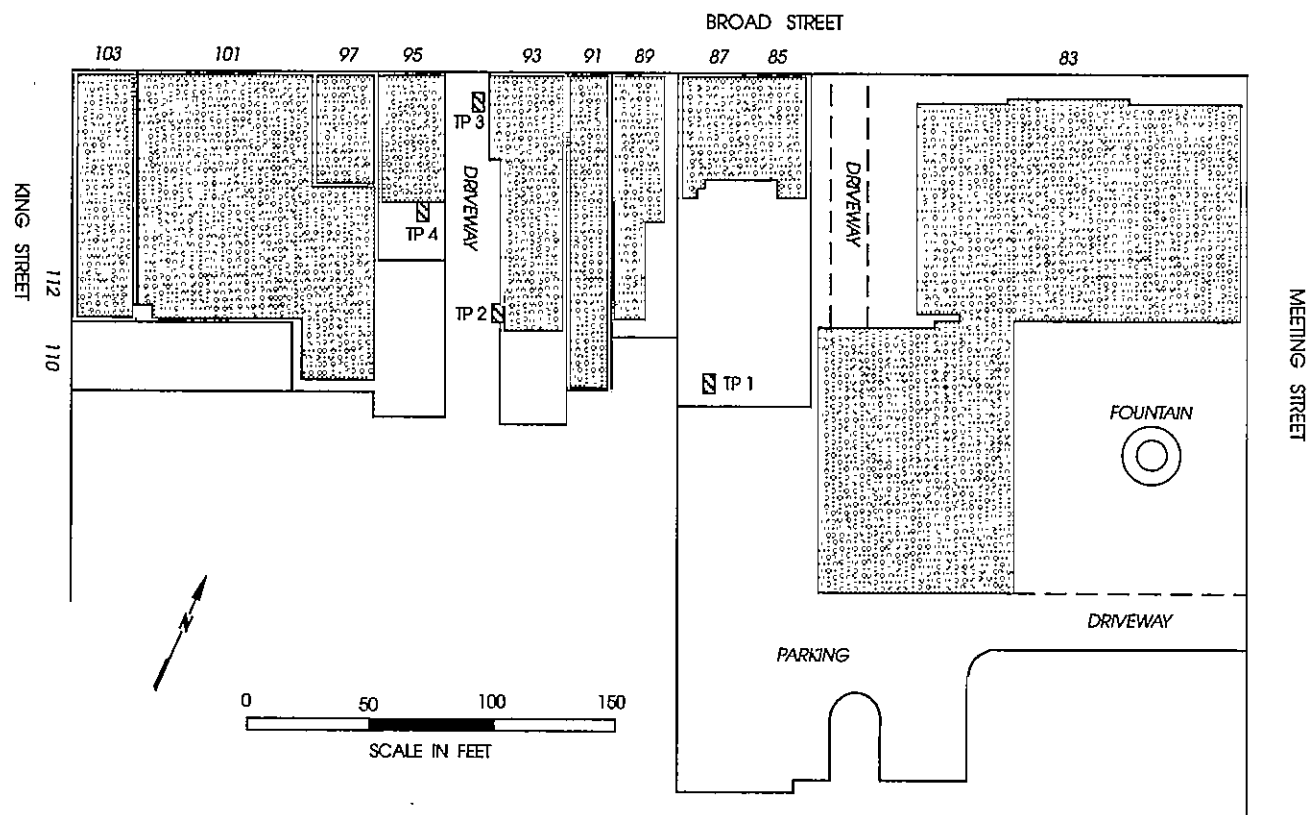 BROAD STREET
103 101 97 95 93 91 89 87 85 83
TP 3
DRIVEWAY
DRIVEWAY
TP 4
KING STREET
112
110
TP 2
TP 1
MEETING STREET
FOUNTAIN
N
DRIVEWAY
PARKING
0 50 100 150
SCALE IN FEET